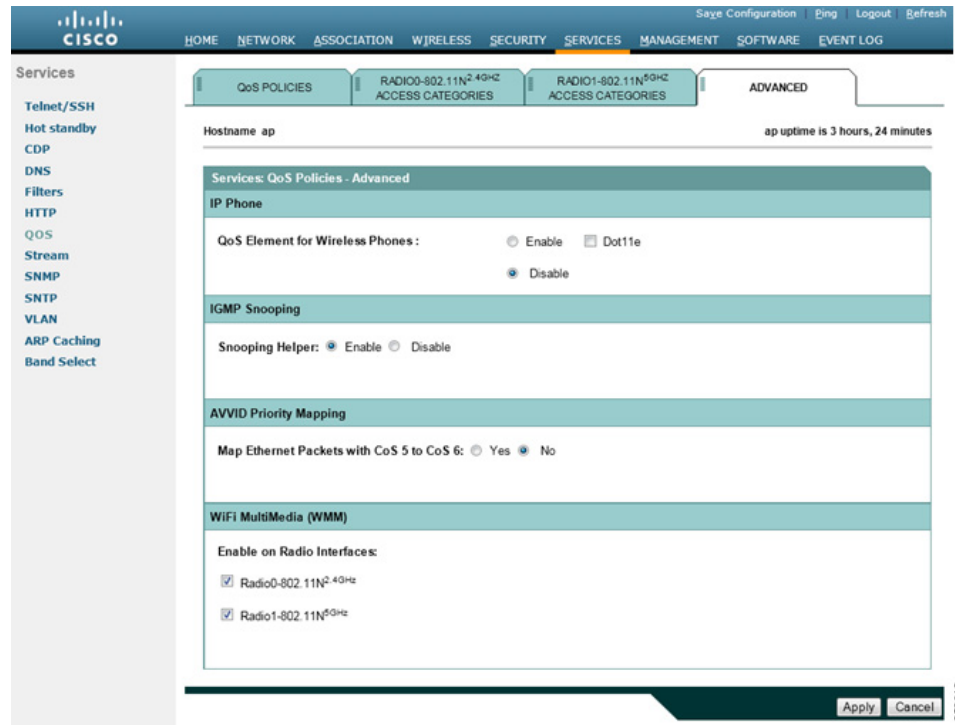 Save Configuration | Ping | Logout | Refresh
CISCO
HOME NETWORK ASSOCIATION WIRELESS SECURITY SERVICES MANAGEMENT SOFTWARE EVENT LOG
Services
Telnet/SSH
Hot standby
CDP
DNS
Filters
HTTP
QOS
Stream
SNMP
SNTP
VLAN
ARP Caching
Band Select
QoS POLICIES
RADIO0-802.11N2.4GHZ
ACCESS CATEGORIES
RADIO1-802.11N5GHZ
ACCESS CATEGORIES
ADVANCED
Hostname ap
ap uptime is 3 hours, 24 minutes
Services: QoS Policies - Advanced
IP Phone
QoS Element for Wireless Phones :
Enable
Dot11e
Disable
IGMP Snooping
Snooping Helper: Enable Disable
AVVID Priority Mapping
Map Ethernet Packets with CoS 5 to CoS 6: Yes No
WiFi MultiMedia (WMM)
Enable on Radio Interfaces:
Radio0-802.11N2.4GHz
Radio1-802.11N5GHz
Apply Cancel